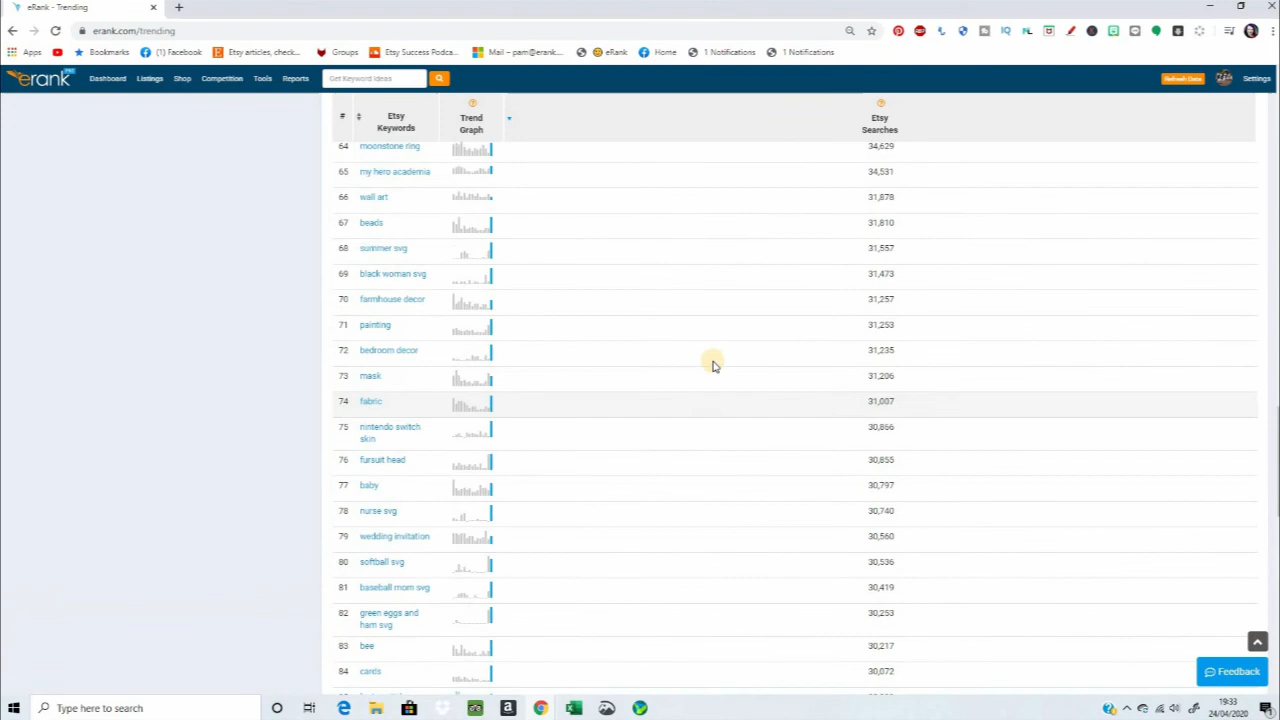 eRank - Trending
erank.com/trending
Apps
Bookmarks
(1) Facebook
Etsy articles, check...
Groups
Etsy Success Podca...
Mail – pam@erank...
eRank
Home
(1) Notifications
1 Notifications
erank
Dashboard
Listings
Shop
Competition
Tools
Reports
Get Keyword Ideas
Refresh Data
Settings
#
Etsy
Keywords
Trend
Graph
Etsy
Searches
64 moonstone ring 34,629
65 my hero academia 34,531
66 wall art 31,878
67 beads 31,810
68 summer svg 31,557
69 black woman svg 31,473
70 farmhouse decor 31,257
71 painting 31,253
72 bedroom decor 31,235
73 mask 31,206
74 fabric 31,007
75 nintendo switch 30,866
skin
76 fursuit head 30,855
77 baby 30,797
78 nurse svg 30,740
79 wedding invitation 30,560
80 softball svg 30,536
81 baseball mom svg 30,419
82 green eggs and 30,253
ham svg
83 bee 30,217
84 cards 30,072
Feedback
Type here to search
19:33
24/04/2020